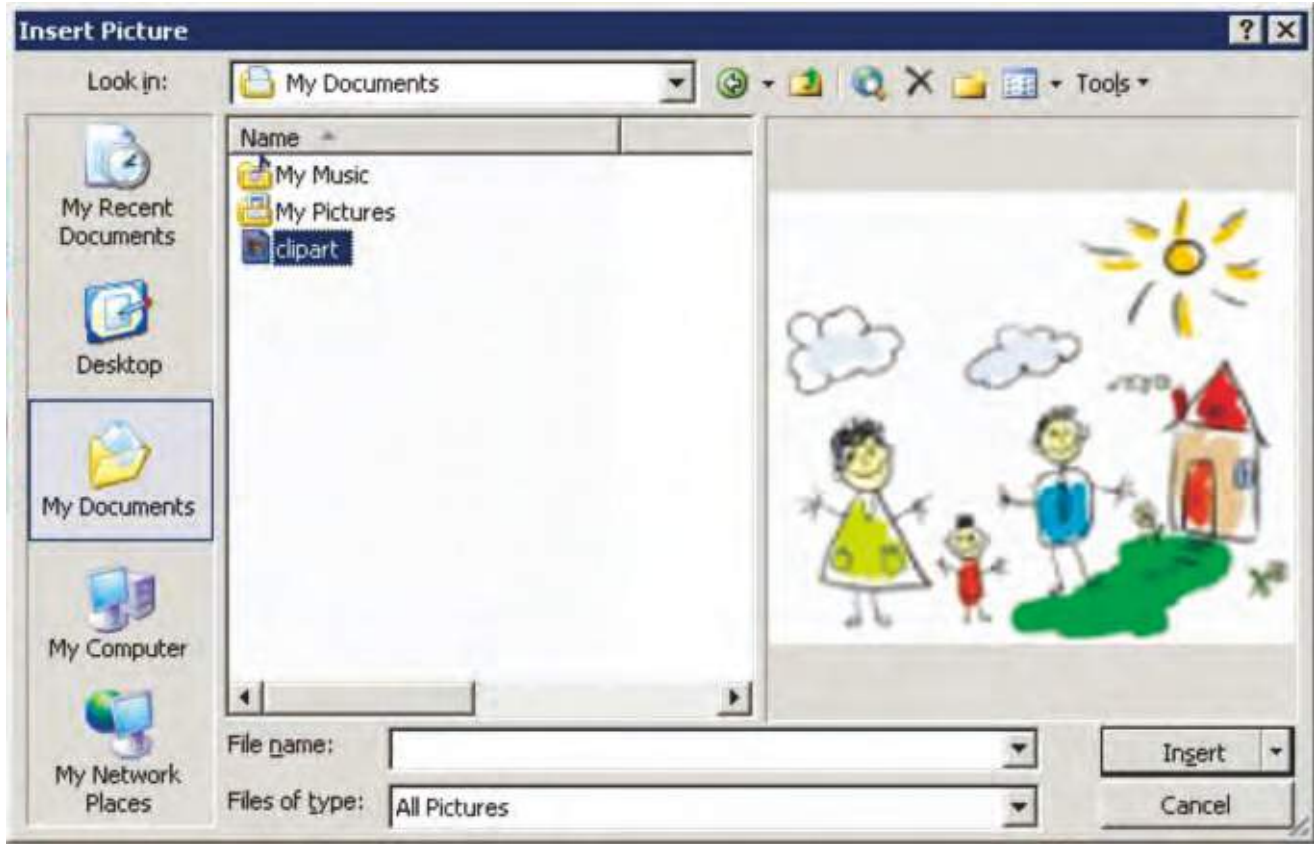 Insert Picture
Look in:
My Documents
Tools
My Recent
Documents
Desktop
My Documents
My Computer
My Network
Places
Name
My Music
My Pictures
clipart
File name:
Files of type:
All Pictures
Insert
Cancel